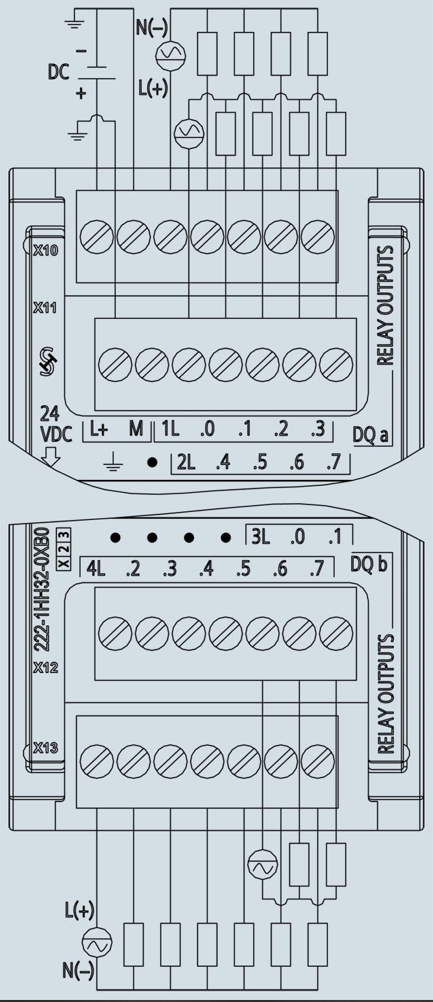 N(–)
DC
–
+
L(+)
X10
X11
RELAY OUTPUTS
24
VDC
L+ M 1L .0 .1 .2 .3
DQ a
2L .4 .5 .6 .7
222-1HH32-0XB0
X 2 3
3L .0 .1
4L .2 .3 .4 .5 .6 .7
DQ b
X12
X13
RELAY OUTPUTS
L(+)
N(–)